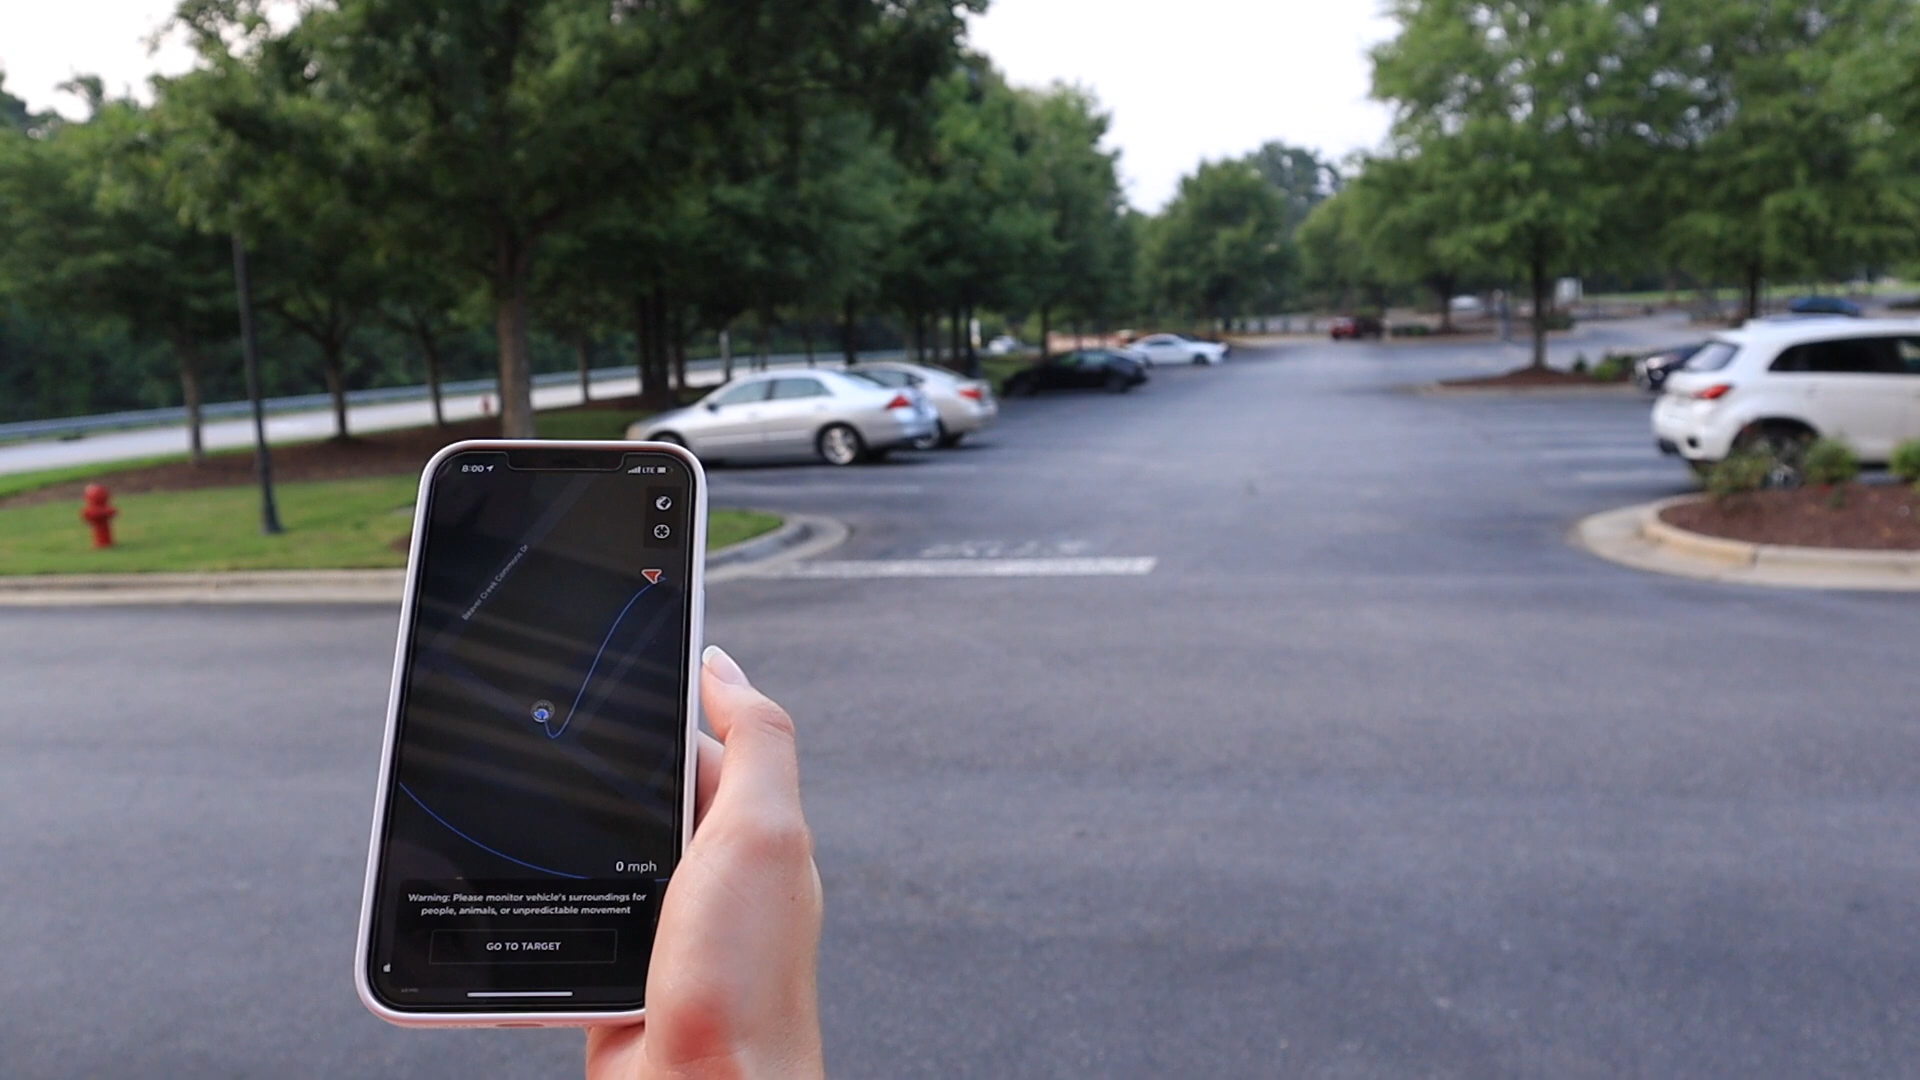 8:00
LTE
Beaver Creek Commons Dr
0 mph
Warning: Please monitor vehicle's surroundings for
people, animals, or unpredictable movement
GO TO TARGET